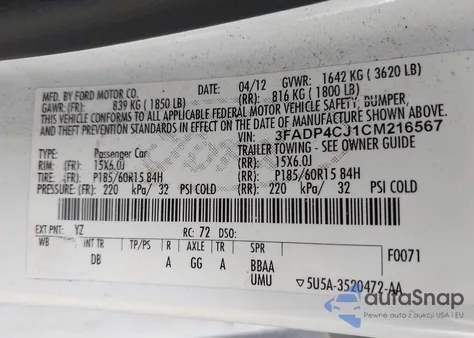 MFD. BY FORD MOTOR CO.
DATE: 04/12 GVWR: 1642 KG (3620 LB)
GAWR: (FR): 839 KG (1850 LB) (RR): 816 KG (1800 LB)
THIS VEHICLE CONFORMS TO ALL APPLICABLE FEDERAL MOTOR VEHICLE SAFETY, BUMPER,
AND THEFT PREVENTION STANDARDS IN EFFECT ON THE DATE OF MANUFACTURE SHOWN ABOVE.
VIN: 3FADP4CJ1CM216567
TYPE: Passenger Car TRAILER TOWING - SEE OWNER GUIDE
RIM: (FR): 15X6.0J (RR): 15X6.0J
TIRE: (FR): P185/60R15 84H (RR): P185/60R15 84H
PRESSURE: (FR): 220 kPa/ 32 PSI COLD (RR): 220 kPa/ 32 PSI COLD
EXT PNT: YZ RC: 72 DSO: F0071
WB INT TR TP/PS R AXLE TR SPR
DB A GG A BBAA
UMU 5U5A-3520472-AA
autoSnap
Pewne auta z aukcji USA i EU